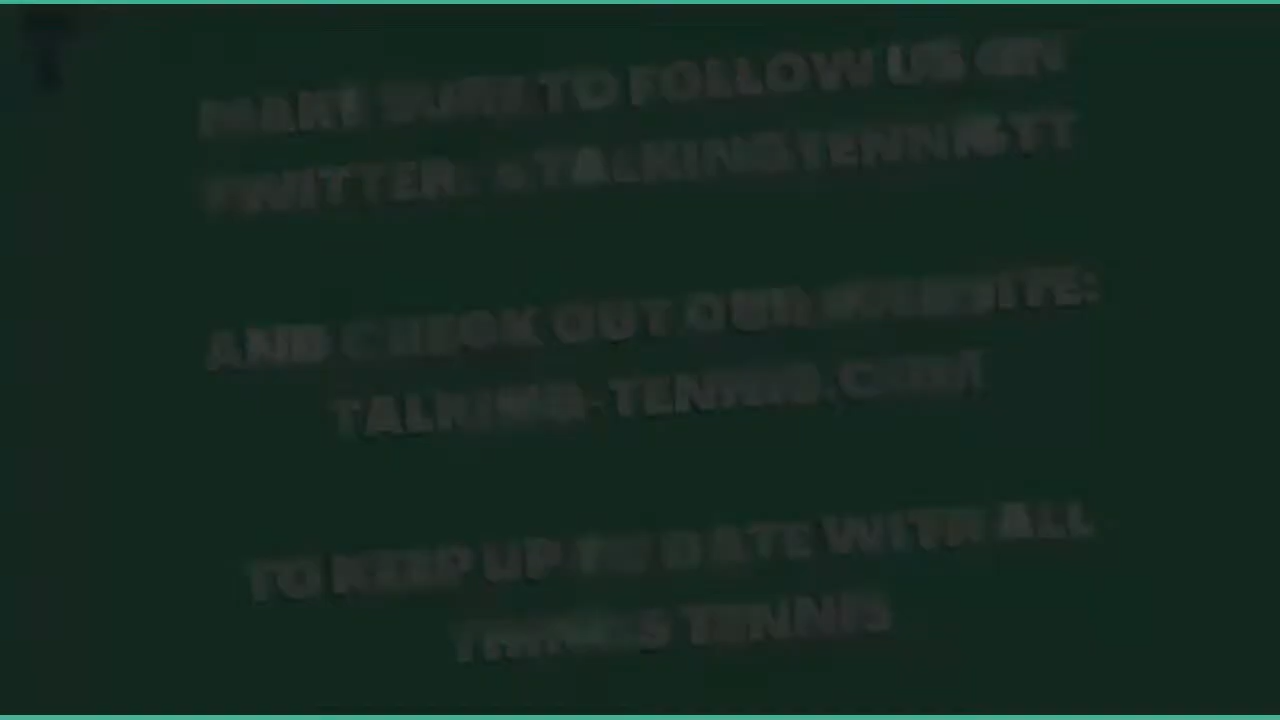 MAKE SURE TO FOLLOW US ON
TWITTER: @TALKINGTENNISTT
AND CHECK OUT OUR WEBSITE:
TALKING-TENNIS.COM/
TO KEEP UP TO DATE WITH ALL
THINGS TENNIS